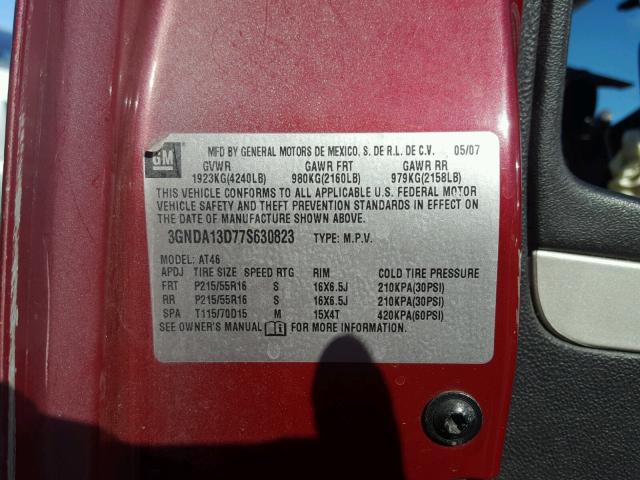 GM MFD BY GENERAL MOTORS DE MEXICO, S. DE R.L. DE C.V. 05/07
GVWR GAWR FRT GAWR RR
1923KG(4240LB) 980KG(2160LB) 979KG(2158LB)
THIS VEHICLE CONFORMS TO ALL APPLICABLE U.S. FEDERAL MOTOR
VEHICLE SAFETY AND THEFT PREVENTION STANDARDS IN EFFECT ON
THE DATE OF MANUFACTURE SHOWN ABOVE.
3GNDA13D77S630823 TYPE: M.P.V.
MODEL: AT46
APDJ TIRE SIZE SPEED RTG RIM COLD TIRE PRESSURE
FRT P215/55R16 S 16X6.5J 210KPA(30PSI)
RR P215/55R16 S 16X6.5J 210KPA(30PSI)
SPA T115/70D15 M 15X4T 420KPA(60PSI)
SEE OWNER'S MANUAL FOR MORE INFORMATION.